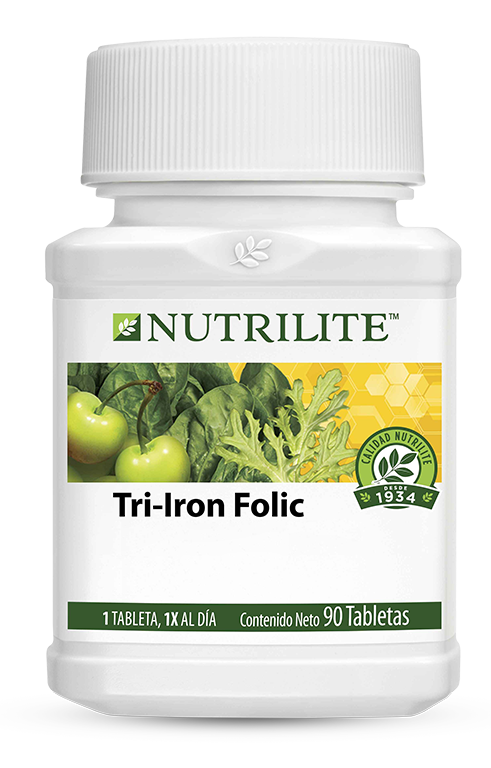 NUTRILITE™
CALIDAD NUTRILITE
DESDE
1934
Tri-Iron Folic
1 TABLETA, 1X AL DÍA Contenido Neto 90 Tabletas